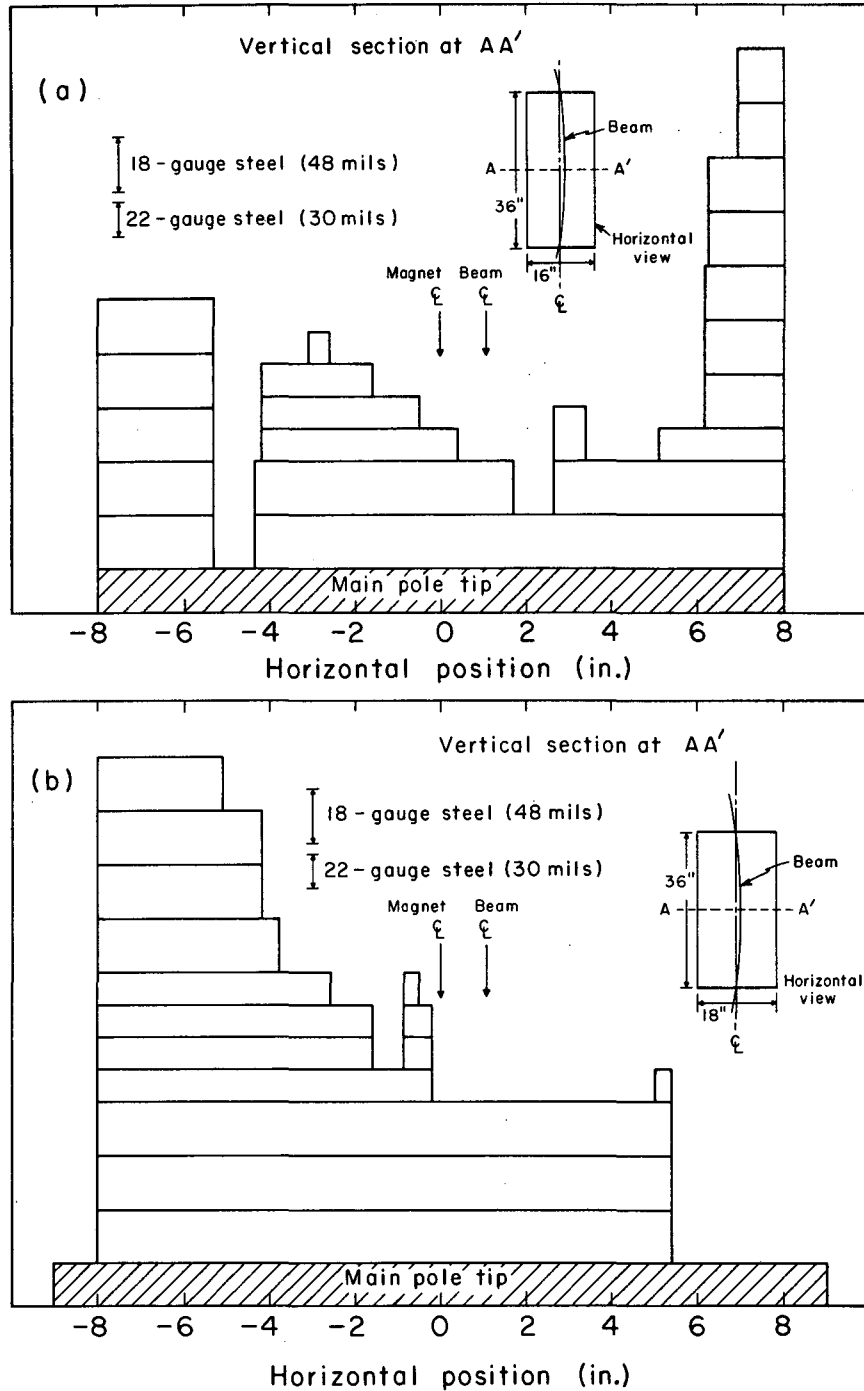 Vertical section at AA′
(a)
18-gauge steel (48 mils)
22-gauge steel (30 mils)
Beam
A A′
36"
16"
Horizontal
view
℄
Magnet Beam
℄ ℄
Main pole tip
-8 -6 -4 -2 0 2 4 6 8
Horizontal position (in.)
Vertical section at AA′
(b)
18-gauge steel (48 mils)
22-gauge steel (30 mils)
Beam
36"
A A′
Horizontal
view
18"
℄
Magnet Beam
℄ ℄
Main pole tip
-8 -6 -4 -2 0 2 4 6 8
Horizontal position (in.)